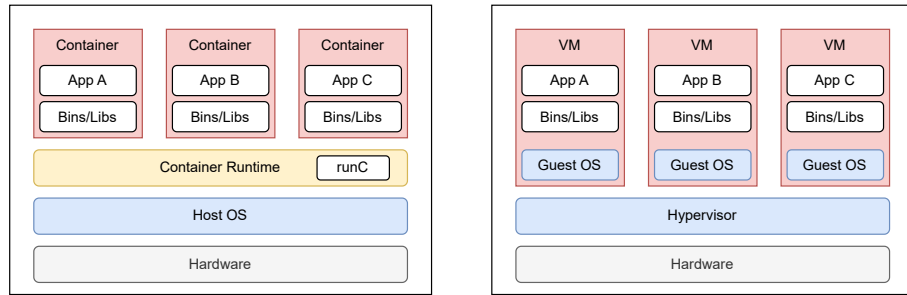 Container Container Container
App A App B App C
Bins/Libs Bins/Libs Bins/Libs
Container Runtime runC
Host OS
Hardware
VM VM VM
App A App B App C
Bins/Libs Bins/Libs Bins/Libs
Guest OS Guest OS Guest OS
Hypervisor
Hardware